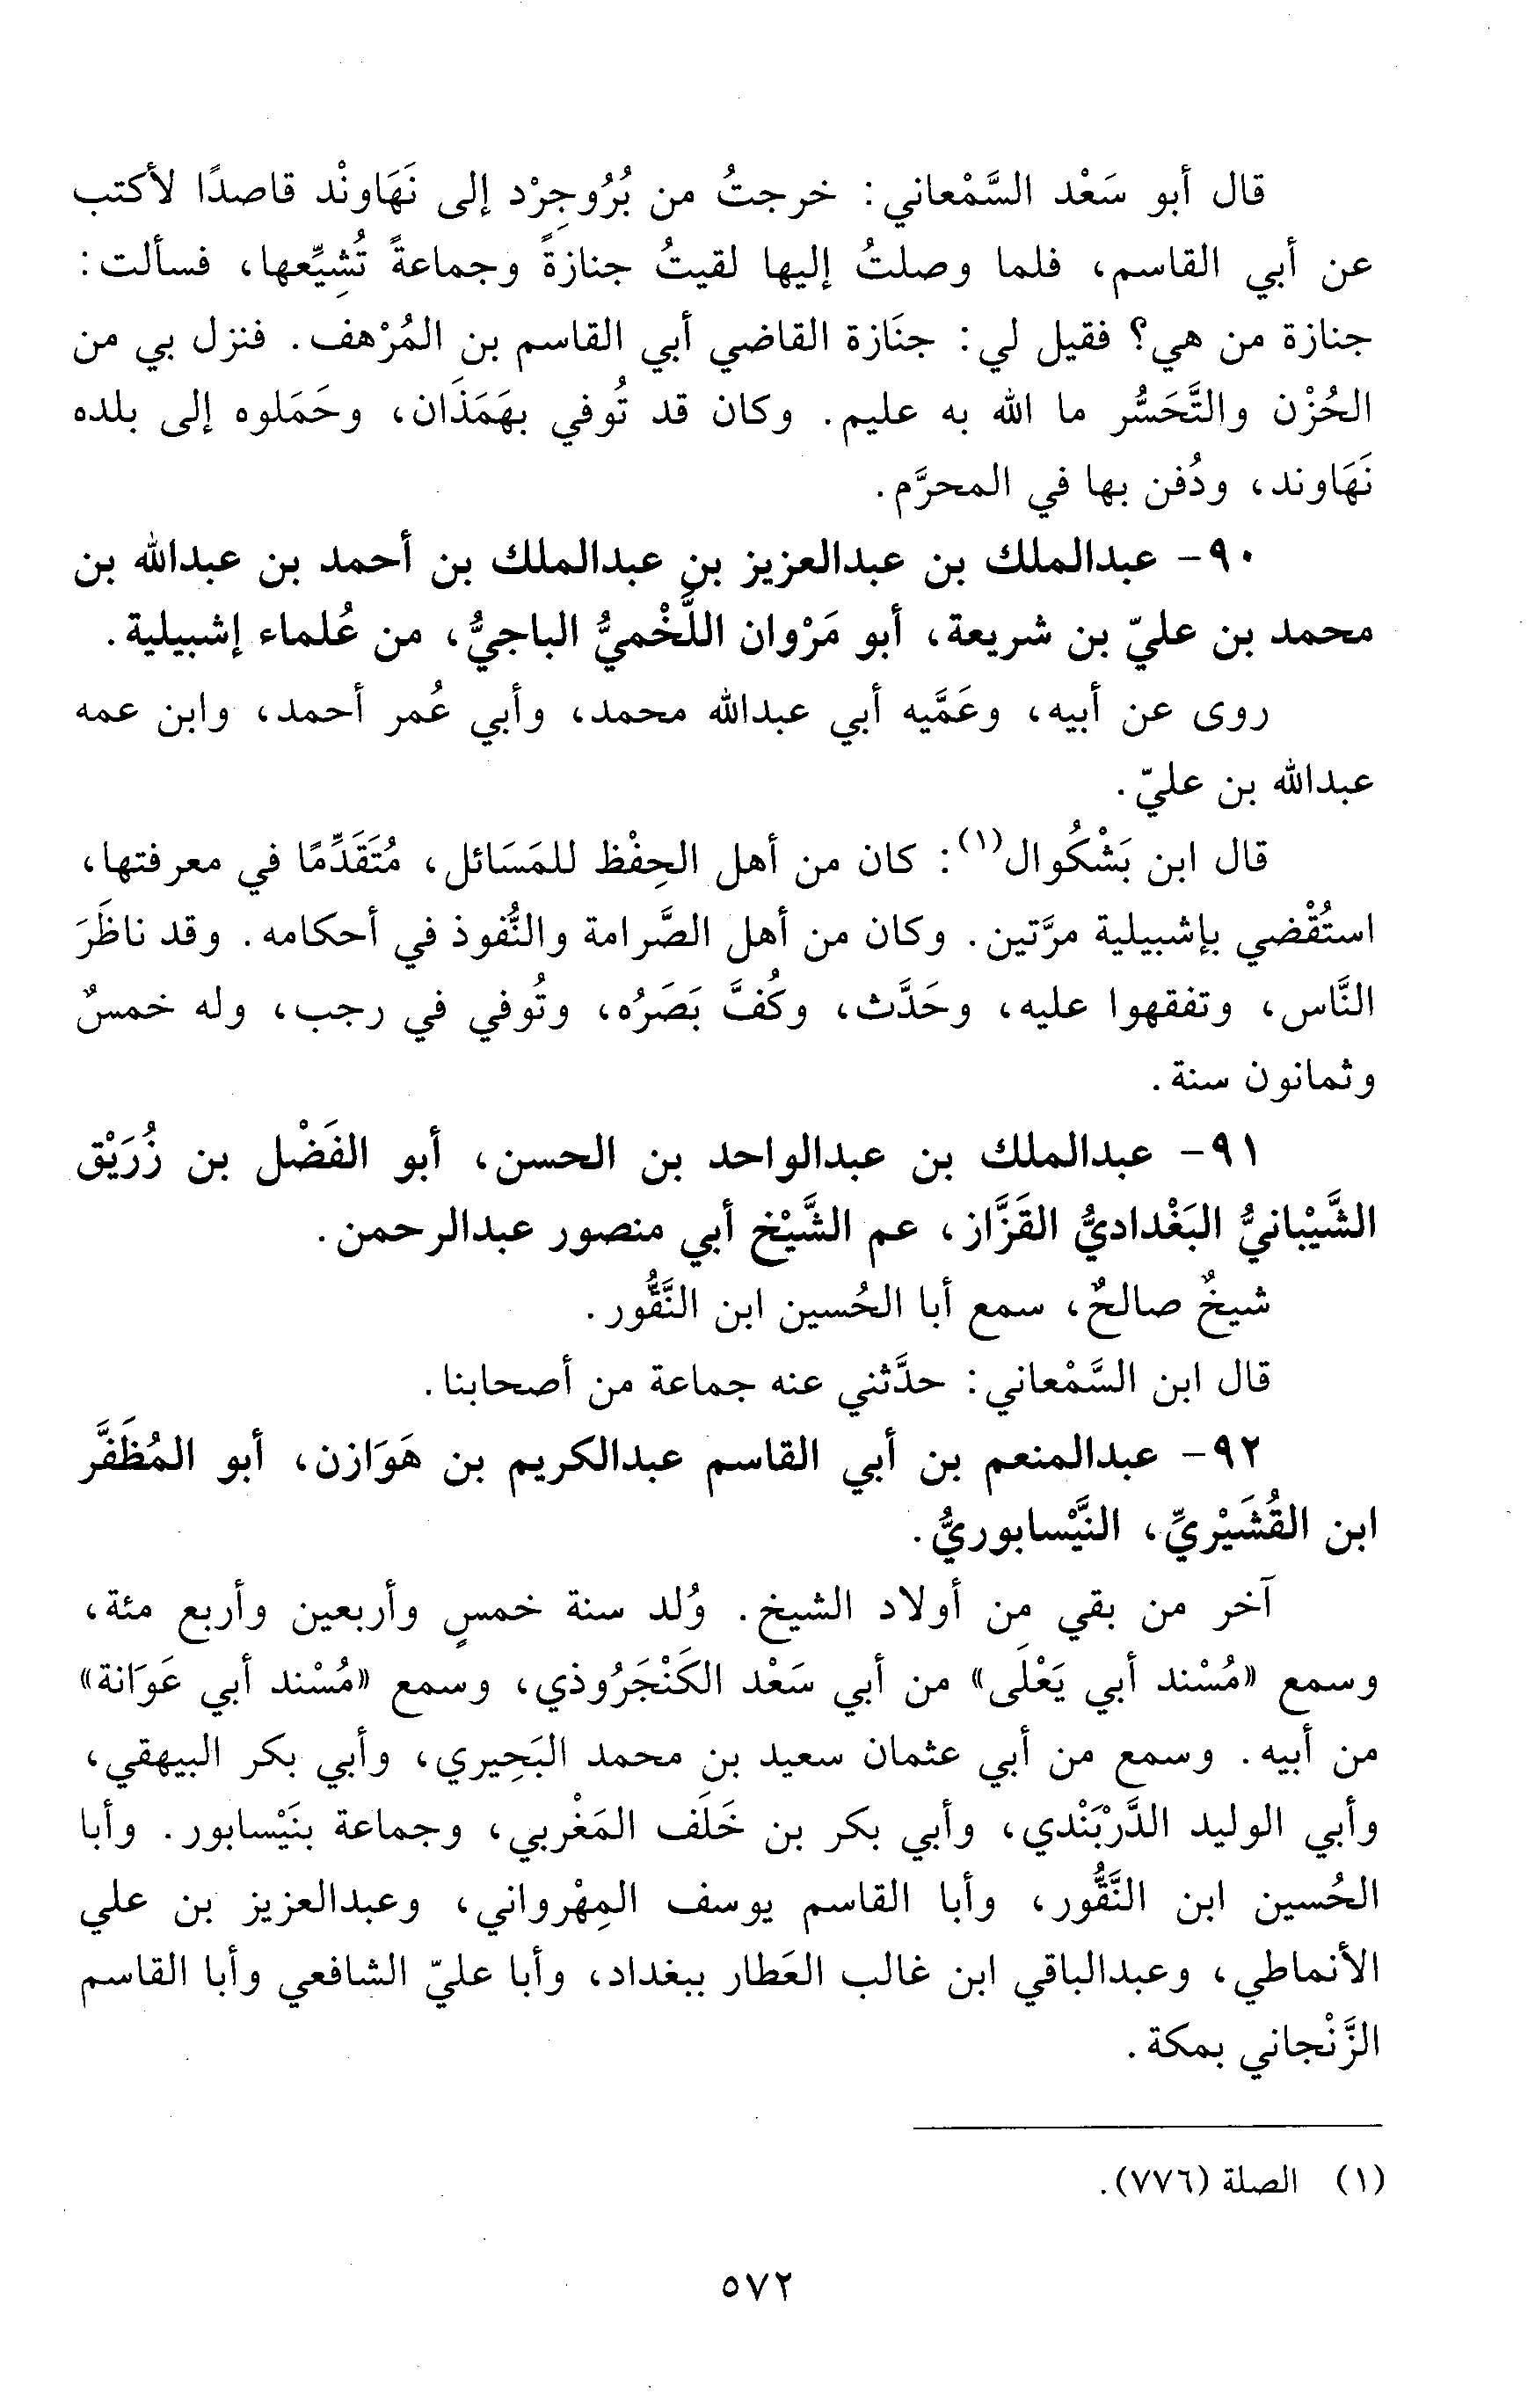 قال أبو سَعْد السَّمْعاني: خرجتُ من بُرُوجِرْد إلى نَهَاونْد قاصدًا لأكتب
عن أبي القاسم، فلما وصلتُ إليها لقيتُ جنازةً وجماعةً تُشيِّعها، فسألت:
جنازة من هي؟ فقيل لي: جنَازة القاضي أبي القاسم بن المُرْهف. فنزل بي من
الحُزْن والتَّحَسُّر ما الله به عليم. وكان قد تُوفي بهَمَذَان، وحَمَلوه إلى بلده
نَهَاوند، ودُفن بها في المحرَّم.
٩٠- عبدالملك بن عبدالعزيز بن عبدالملك بن أحمد بن عبدالله بن
محمد بن عليّ بن شريعة، أبو مَرْوان اللَّخْميُّ الباجيُّ، من عُلماء إشبيلية.
روى عن أبيه، وعَمَّيه أبي عبدالله محمد، وأبي عُمر أحمد، وابن عمه
عبدالله بن عليّ.
قال ابن بَشْكُوال(١): كان من أهل الحِفْظ للمَسَائل، مُتَقَدِّمًا في معرفتها،
استُقْضي بإشبيلية مرَّتين. وكان من أهل الصَّرامة والنُّفوذ في أحكامه. وقد ناظَرَ
النَّاس، وتفقهوا عليه، وحَدَّث، وكُفَّ بَصَرُه، وتُوفي في رجب، وله خمسٌ
وثمانون سنة.
٩١- عبدالملك بن عبدالواحد بن الحسن، أبو الفَضْل بن زُرَيْق
الشَّيْبانيُّ البَغْداديُّ القَزَّاز، عم الشَّيْخ أبي منصور عبدالرحمن.
شيخٌ صالحٌ، سمع أبا الحُسين ابن النَّقُّور.
قال ابن السَّمْعاني: حدَّثني عنه جماعة من أصحابنا.
٩٢- عبدالمنعم بن أبي القاسم عبدالكريم بن هَوَازن، أبو المُظَفَّر
ابن القُشَيْريِّ، النَّيْسابوريُّ.
آخر من بقي من أولاد الشيخ. وُلد سنة خمسٍ وأربعين وأربع مئة،
وسمع «مُسْند أبي يَعْلَى» من أبي سَعْد الكَنْجَرُوذي، وسمع «مُسْند أبي عَوَانة»
من أبيه. وسمع من أبي عثمان سعيد بن محمد البَحِيري، وأبي بكر البيهقي،
وأبي الوليد الدَّرْبَنْدي، وأبي بكر بن خَلَف المَغْربي، وجماعة بنَيْسابور. وأبا
الحُسين ابن النَّقُّور، وأبا القاسم يوسف المِهْرواني، وعبدالعزيز بن علي
الأنماطي، وعبدالباقي ابن غالب العَطار ببغداد، وأبا عليّ الشافعي وأبا القاسم
الزَّنْجاني بمكة.
(١) الصلة (٧٧٦).
٥٧٢